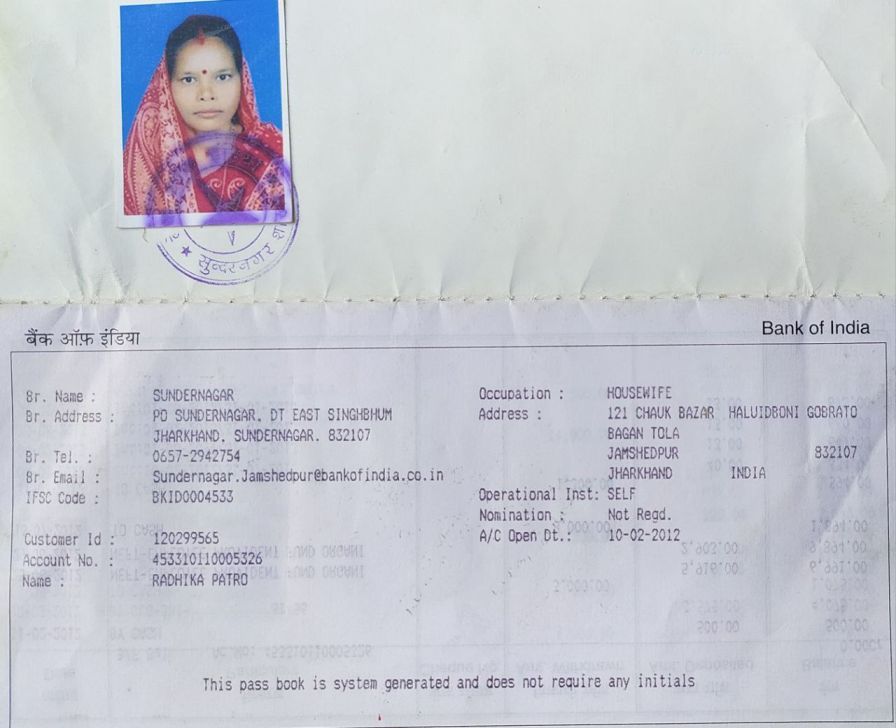 सुन्दरनगर
बैंक ऑफ़ इंडिया
Bank of India
Br. Name : SUNDERNAGAR
Br. Address : PO SUNDERNAGAR, DT EAST SINGHBHUM
JHARKHAND, SUNDERNAGAR. 832107
Br. Tel. : 0657-2942754
Br. Email : Sundernagar.Jamshedpur@bankofindia.co.in
IFSC Code : BKID0004533
Customer Id : 120299565
Account No. : 453310110005326
Name : RADHIKA PATRO
Occupation : HOUSEWIFE
Address : 121 CHAUK BAZAR HALUIDBONI GOBRATO
BAGAN TOLA
JAMSHEDPUR 832107
JHARKHAND INDIA
Operational Inst: SELF
Nomination : Not Regd.
A/C Open Dt.: 10-02-2012
This pass book is system generated and does not require any initials